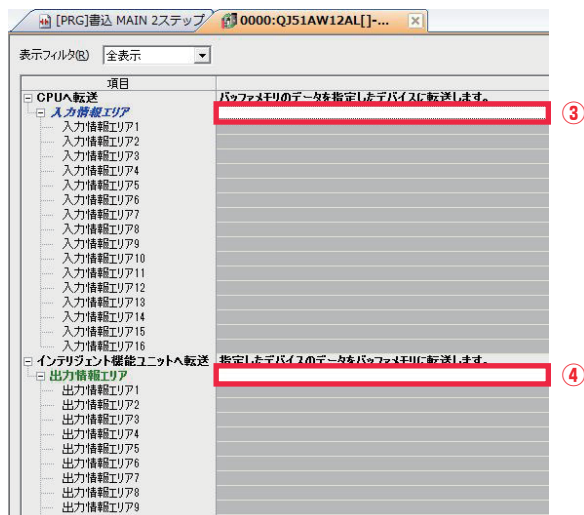 [PRG]書込 MAIN 2ステップ 0000:QJ51AW12AL[]-...
表示フィルタ(R) 全表示
項目
CPUへ転送 バッファメモリのデータを指定したデバイスに転送します。
入力情報エリア ③
入力情報エリア1
入力情報エリア2
入力情報エリア3
入力情報エリア4
入力情報エリア5
入力情報エリア6
入力情報エリア7
入力情報エリア8
入力情報エリア9
入力情報エリア10
入力情報エリア11
入力情報エリア12
入力情報エリア13
入力情報エリア14
入力情報エリア15
入力情報エリア16
インテリジェント機能ユニットへ転送 指定したデバイスのデータをバッファメモリに転送します。
出力情報エリア ④
出力情報エリア1
出力情報エリア2
出力情報エリア3
出力情報エリア4
出力情報エリア5
出力情報エリア6
出力情報エリア7
出力情報エリア8
出力情報エリア9